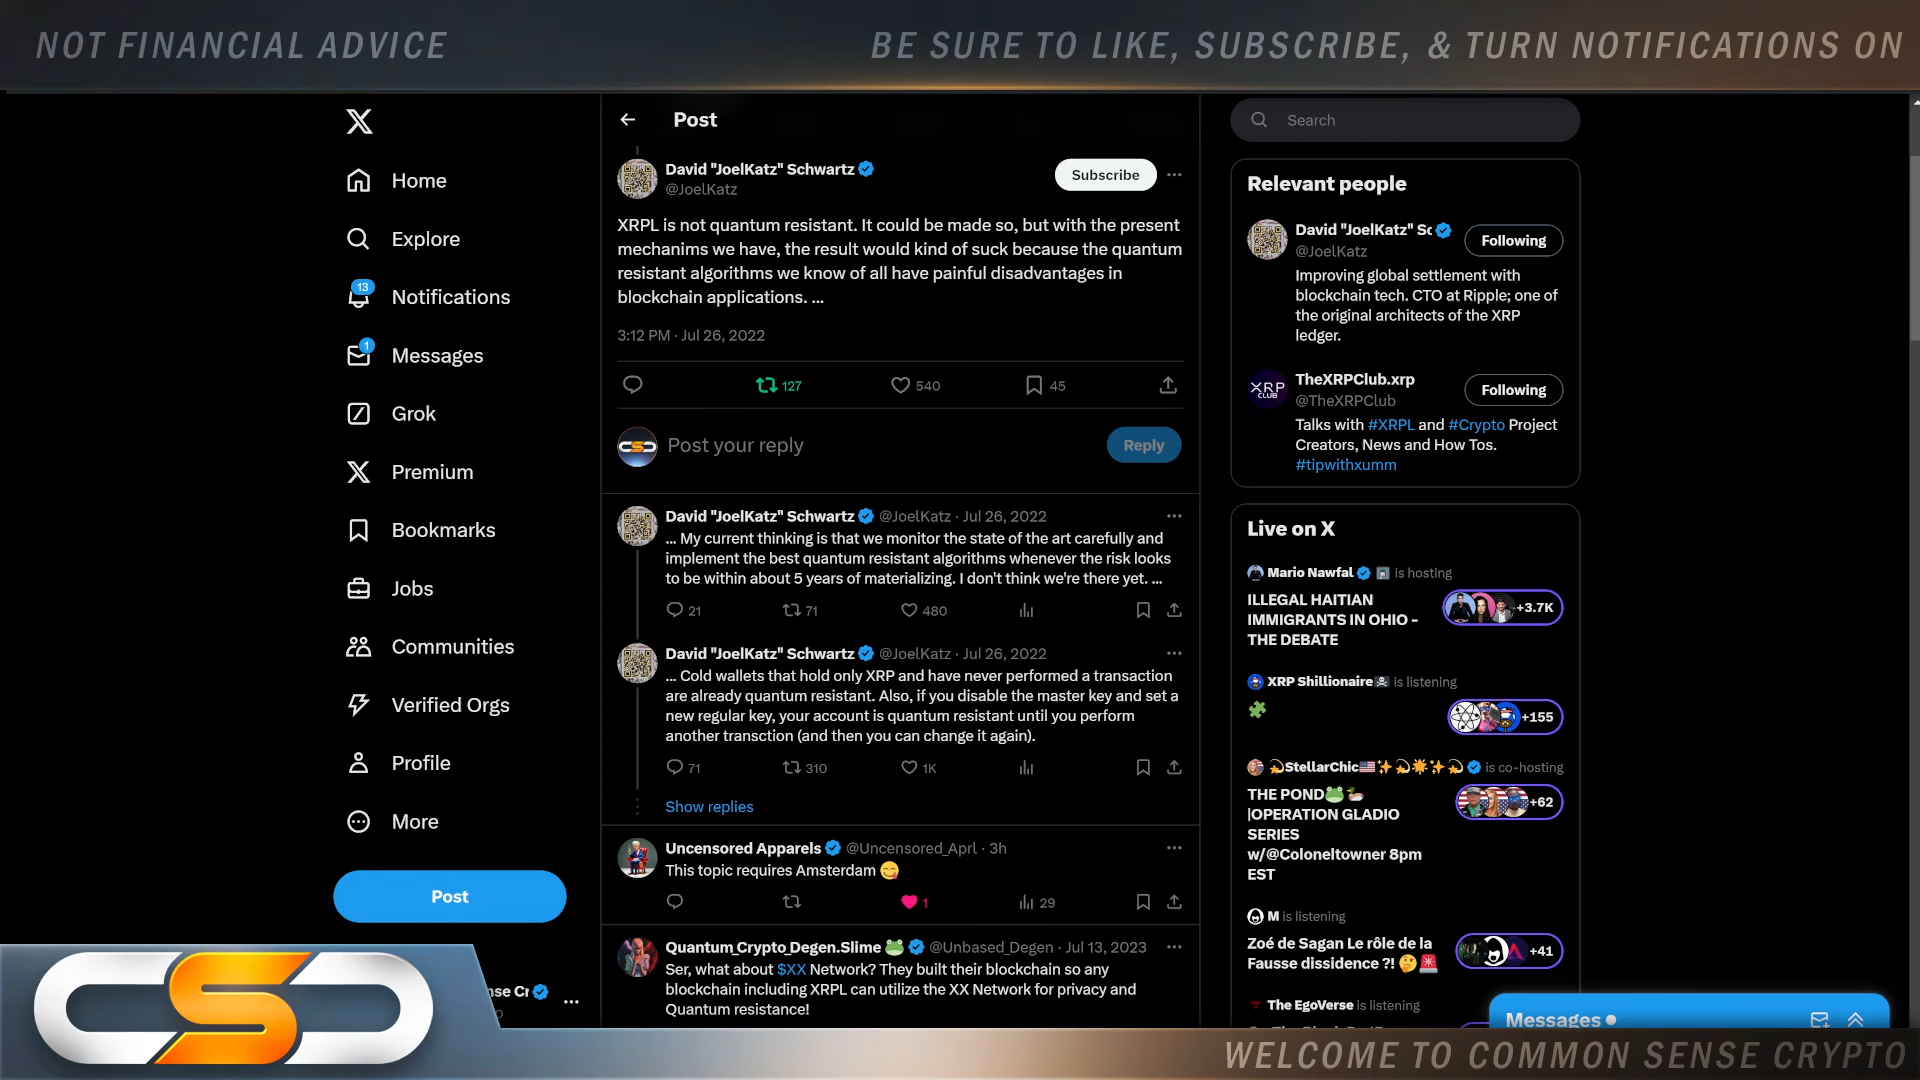 NOT FINANCIAL ADVICE
BE SURE TO LIKE, SUBSCRIBE, & TURN NOTIFICATIONS ON
Home
Explore
13
Notifications
1
Messages
Grok
Premium
Bookmarks
Jobs
Communities
Verified Orgs
Profile
More
Post
nse Cr
Post
David "JoelKatz" Schwartz
@JoelKatz
Subscribe
XRPL is not quantum resistant. It could be made so, but with the present
mechanims we have, the result would kind of suck because the quantum
resistant algorithms we know of all have painful disadvantages in
blockchain applications. ...
3:12 PM · Jul 26, 2022
127
540
45
Post your reply
Reply
David "JoelKatz" Schwartz @JoelKatz · Jul 26, 2022
... My current thinking is that we monitor the state of the art carefully and
implement the best quantum resistant algorithms whenever the risk looks
to be within about 5 years of materializing. I don't think we're there yet. ...
21 71 480
David "JoelKatz" Schwartz @JoelKatz · Jul 26, 2022
... Cold wallets that hold only XRP and have never performed a transaction
are already quantum resistant. Also, if you disable the master key and set a
new regular key, your account is quantum resistant until you perform
another transction (and then you can change it again).
71 310 1K
Show replies
Uncensored Apparels @Uncensored_Aprl · 3h
This topic requires Amsterdam
1 29
Quantum_Crypto_Degen.Slime @Unbased_Degen · Jul 13, 2023
Ser, what about $XX Network? They built their blockchain so any
blockchain including XRPL can utilize the XX Network for privacy and
Quantum resistance!
Search
Relevant people
David "JoelKatz" Sc
@JoelKatz
Following
Improving global settlement with
blockchain tech. CTO at Ripple; one of
the original architects of the XRP
ledger.
XRP
CLUB
TheXRPClub.xrp
@TheXRPClub
Following
Talks with #XRPL and #Crypto Project
Creators, News and How Tos.
#tipwithxumm
Live on X
Mario Nawfal is hosting
ILLEGAL HAITIAN
IMMIGRANTS IN OHIO -
THE DEBATE
+3.7K
XRP Shillionaire is listening
+155
StellarChic is co-hosting
THE POND
|OPERATION GLADIO
SERIES
w/@Coloneltowner 8pm
EST
+62
M is listening
Zoé de Sagan Le rôle de la
Fausse dissidence ?!
+41
The EgoVerse is listening
Messages
CSC
WELCOME TO COMMON SENSE CRYPTO